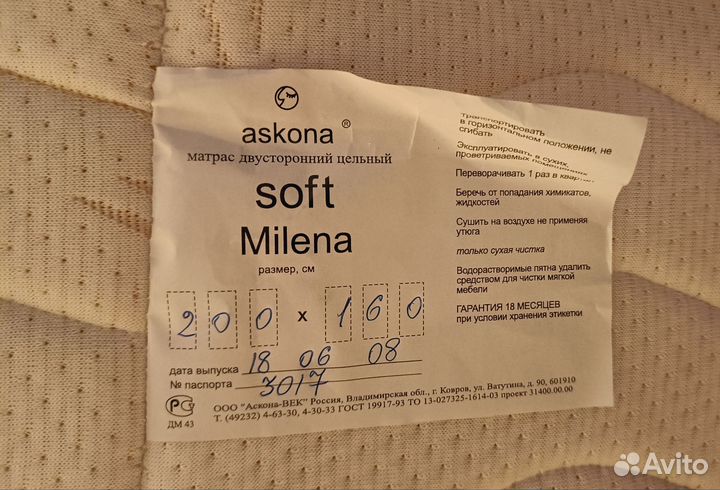 askona ®
матрас двусторонний цельный
soft
Milena
размер, см
200 x 160
дата выпуска 18 06 08
№ паспорта 3017
РС
ДМ 43
ООО "Аскона-ВЕК" Россия, Владимирская обл., г. Ковров, ул. Ватутина, д. 90, 601910
Т. (49232) 4-63-30, 4-30-33 ГОСТ 19917-93 ТО 13-027325-1614-03 проект 31400.00.00
транспортировать
в горизонтальном положении, не
сгибать
Эксплуатировать в сухих,
проветриваемых помещениях
Переворачивать 1 раз в
Беречь от попадания химикатов,
жидкостей
Сушить на воздухе не применяя
утюга
только сухая чистка
Водорастворимые пятна удалить
средством для чистки мягкой
мебели
ГАРАНТИЯ 18 МЕСЯЦЕВ
при условии хранения этикетки
Avito